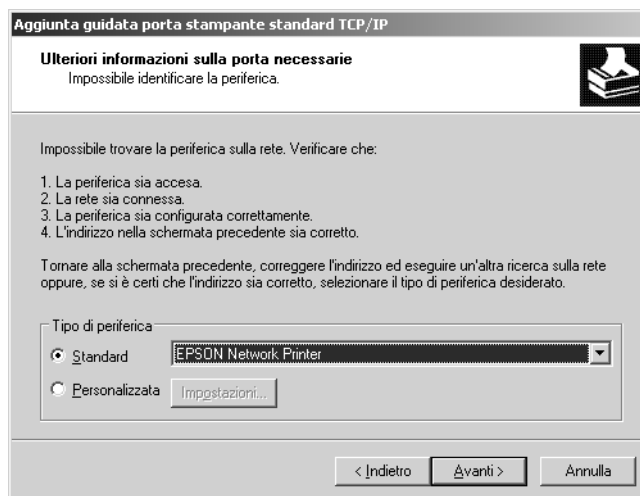 Aggiunta guidata porta stampante standard TCP/IP
Ulteriori informazioni sulla porta necessarie
Impossibile identificare la periferica.
Impossibile trovare la periferica sulla rete. Verificare che:
1. La periferica sia accesa.
2. La rete sia connessa.
3. La periferica sia configurata correttamente.
4. L'indirizzo nella schermata precedente sia corretto.
Tornare alla schermata precedente, correggere l'indirizzo ed eseguire un'altra ricerca sulla rete
oppure, se si è certi che l'indirizzo sia corretto, selezionare il tipo di periferica desiderato.
Tipo di periferica
Standard EPSON Network Printer
Personalizzata Impostazioni...
< Indietro Avanti > Annulla